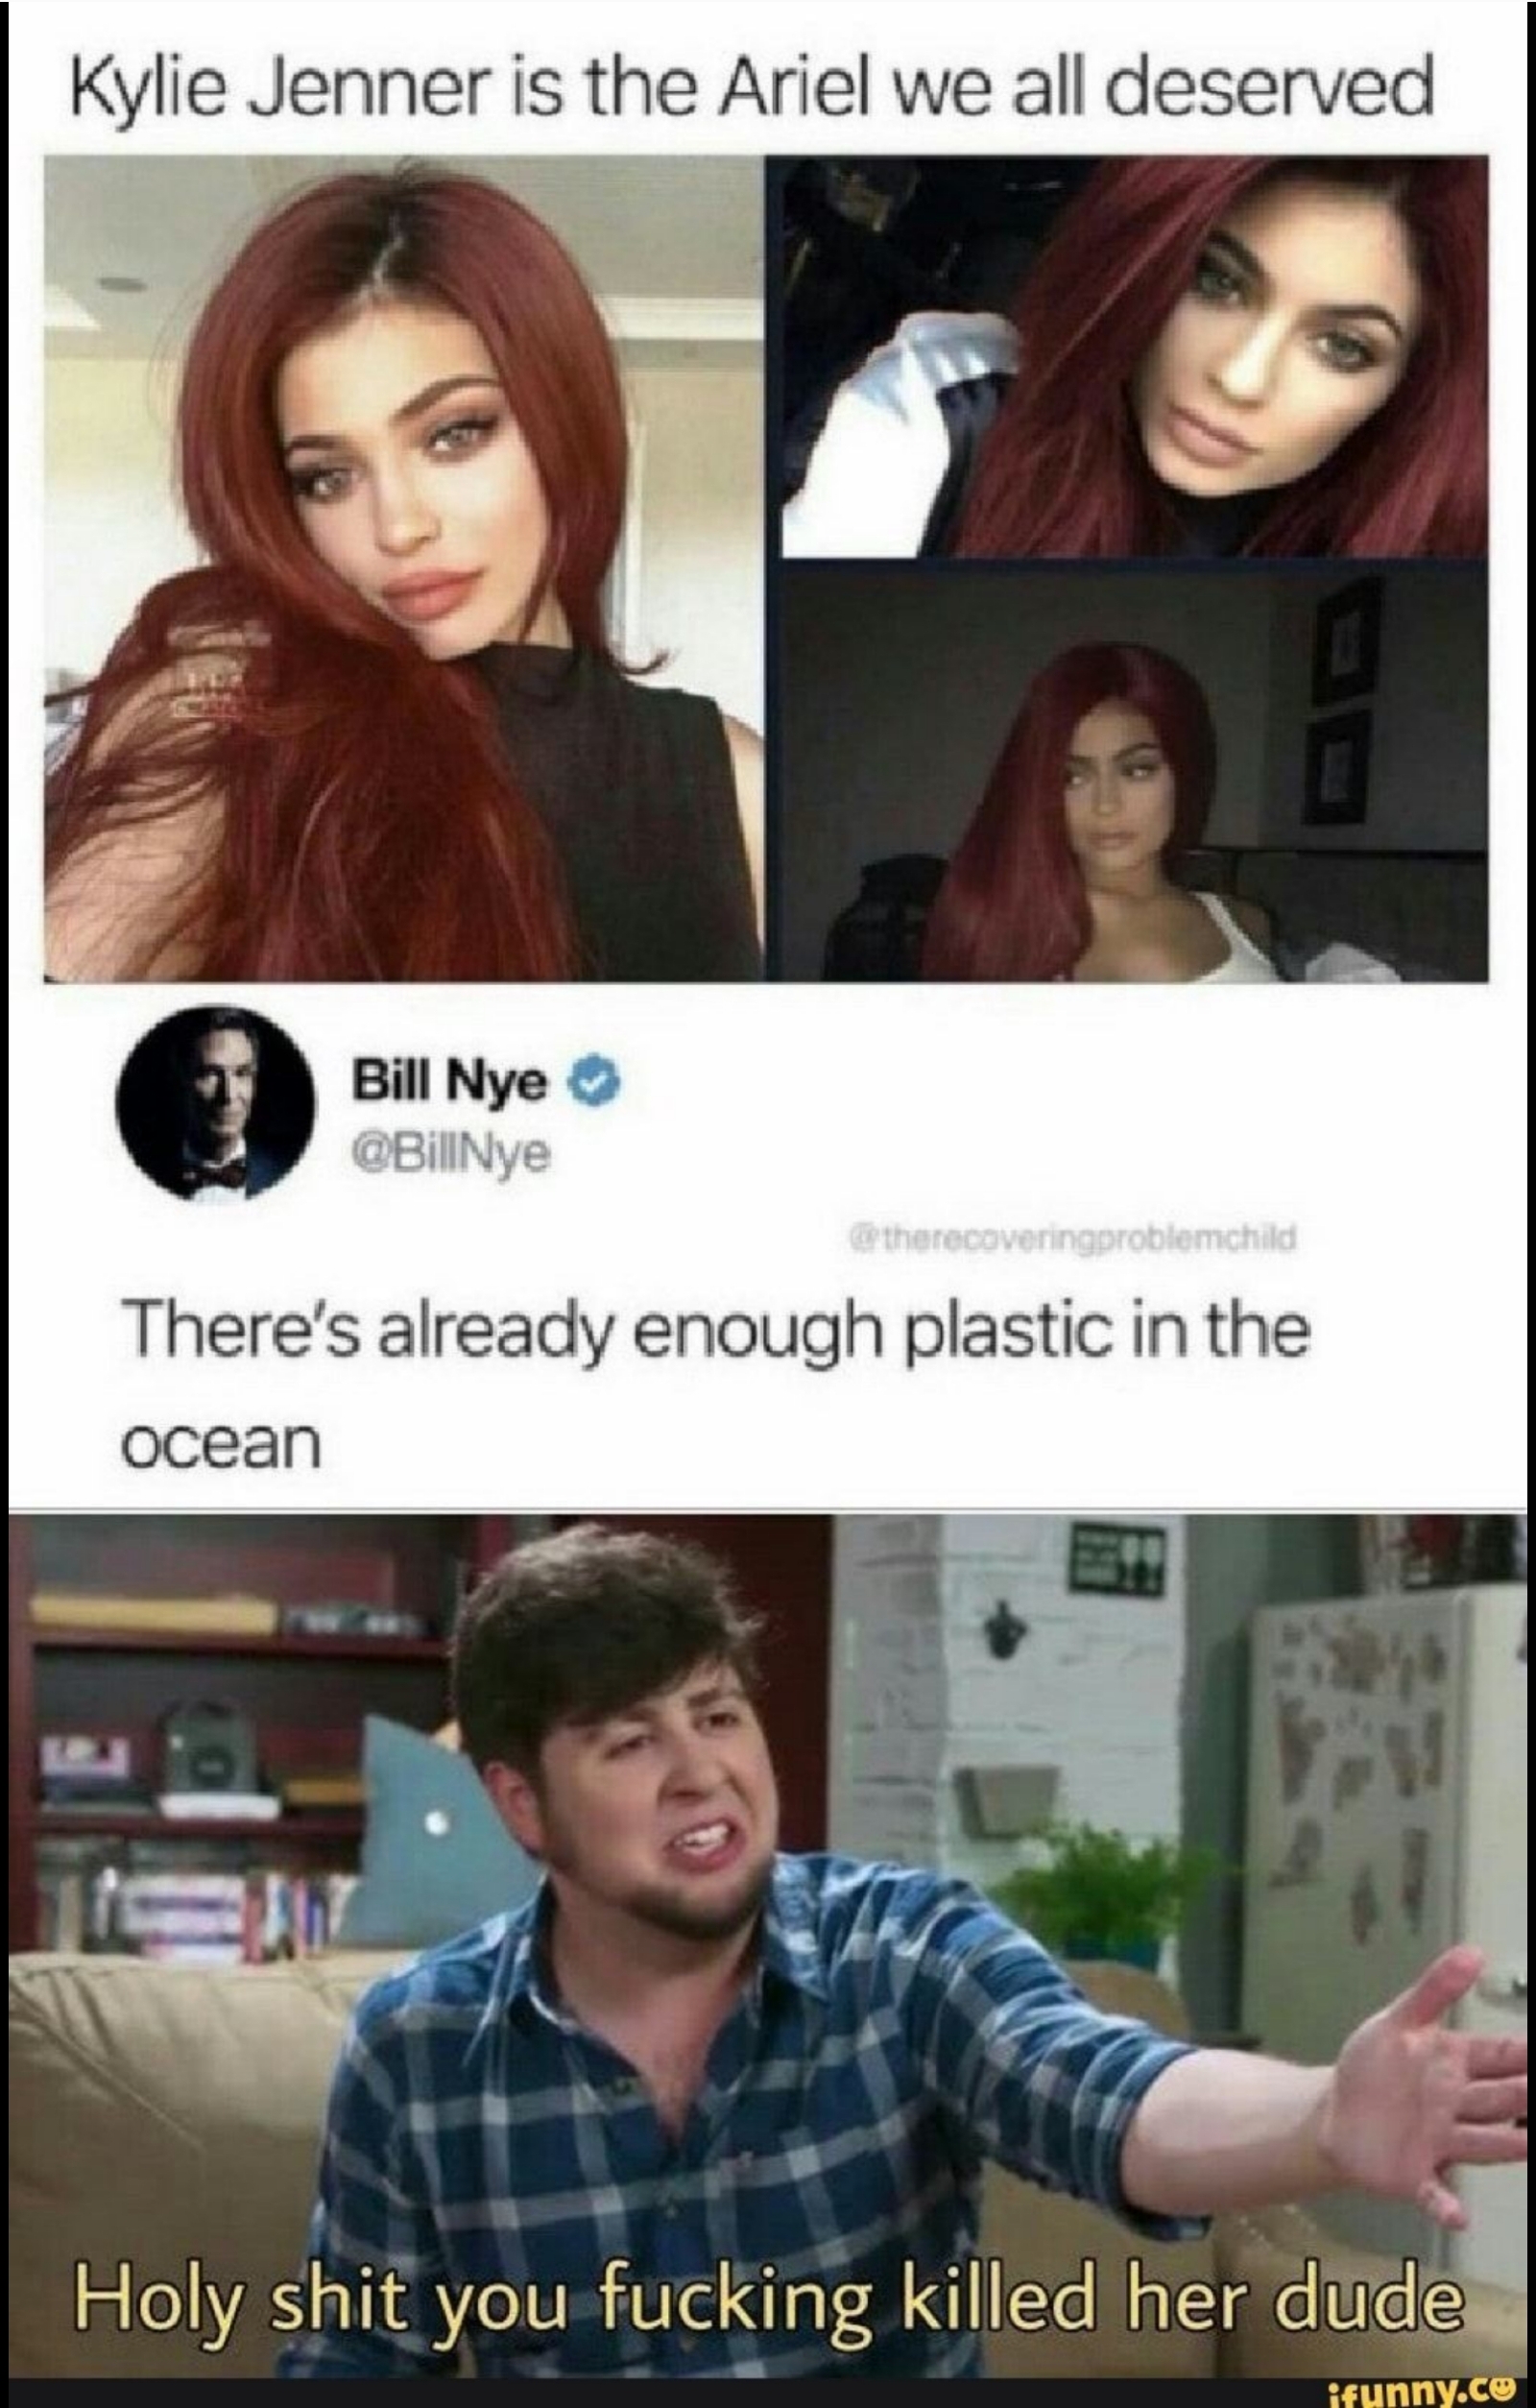 Kylie Jenner is the Ariel we all deserved
Bill Nye
@BillNye
@therecoveringproblemchild
There's already enough plastic in the
ocean
Holy shit you fucking killed her dude
ifunny.co